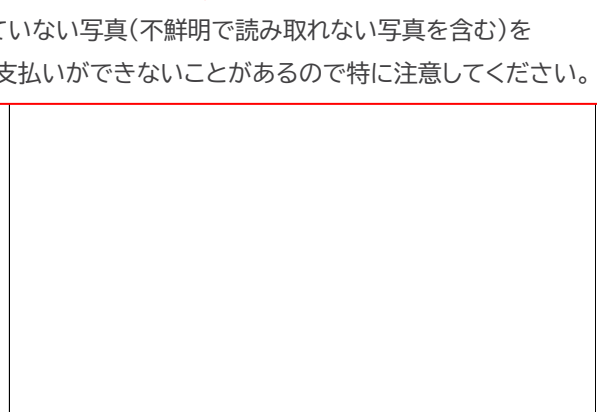 ていない写真(不鮮明で読み取れない写真を含む)を
支払いができないことがあるので特に注意してください。